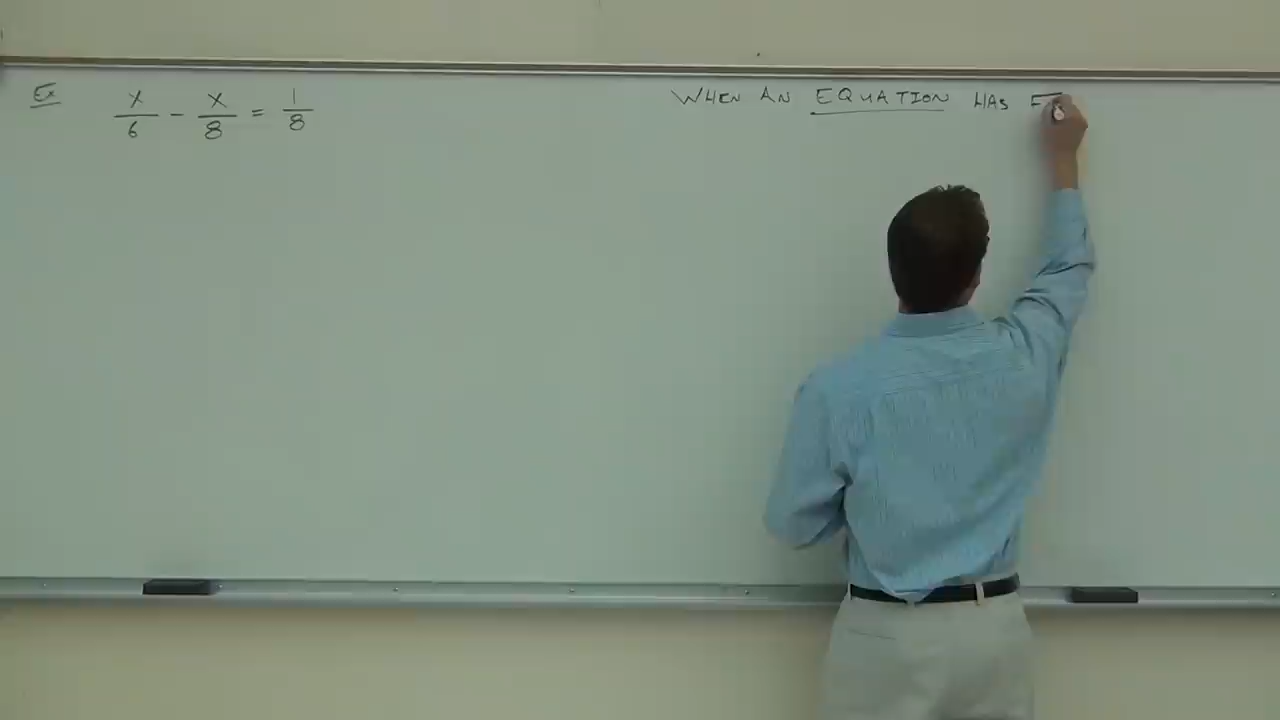 Ex x/6 - x/8 = 1/8
WHEN AN EQUATION HAS